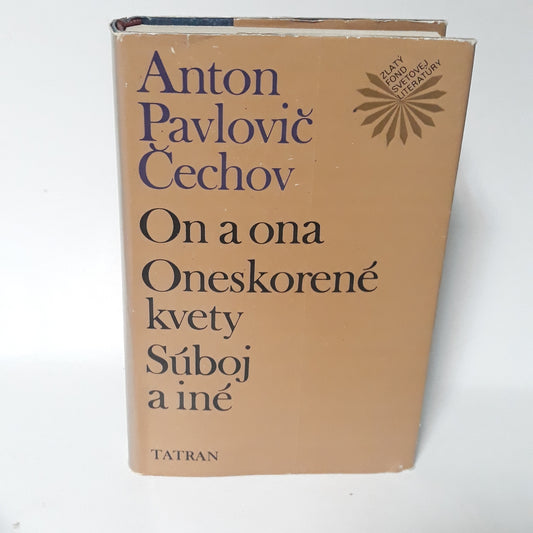 Anton
Pavlovič
Čechov
ZLATÝ
FOND
SVETOVEJ
LITERATÚRY
On a ona
Oneskorené
kvety
Súboj
a iné
TATRAN